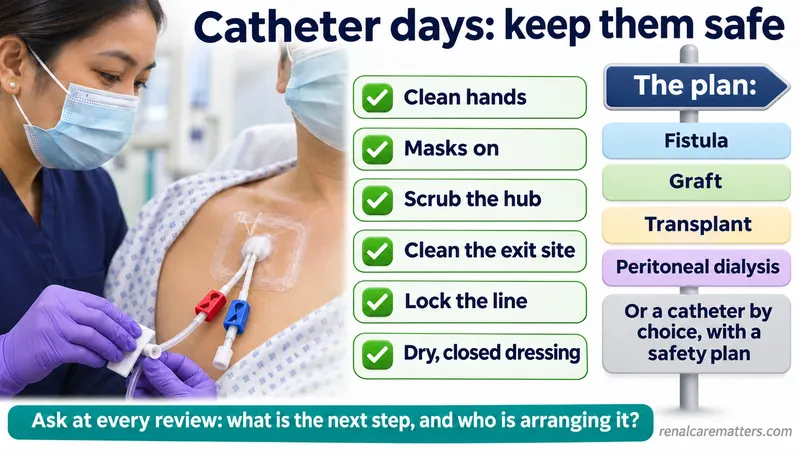 Catheter days: keep them safe
Clean hands
Masks on
Scrub the hub
Clean the exit site
Lock the line
Dry, closed dressing
The plan:
Fistula
Graft
Transplant
Peritoneal dialysis
Or a catheter by
choice, with a
safety plan
Ask at every review: what is the next step, and who is arranging it?
renalcarematters.com